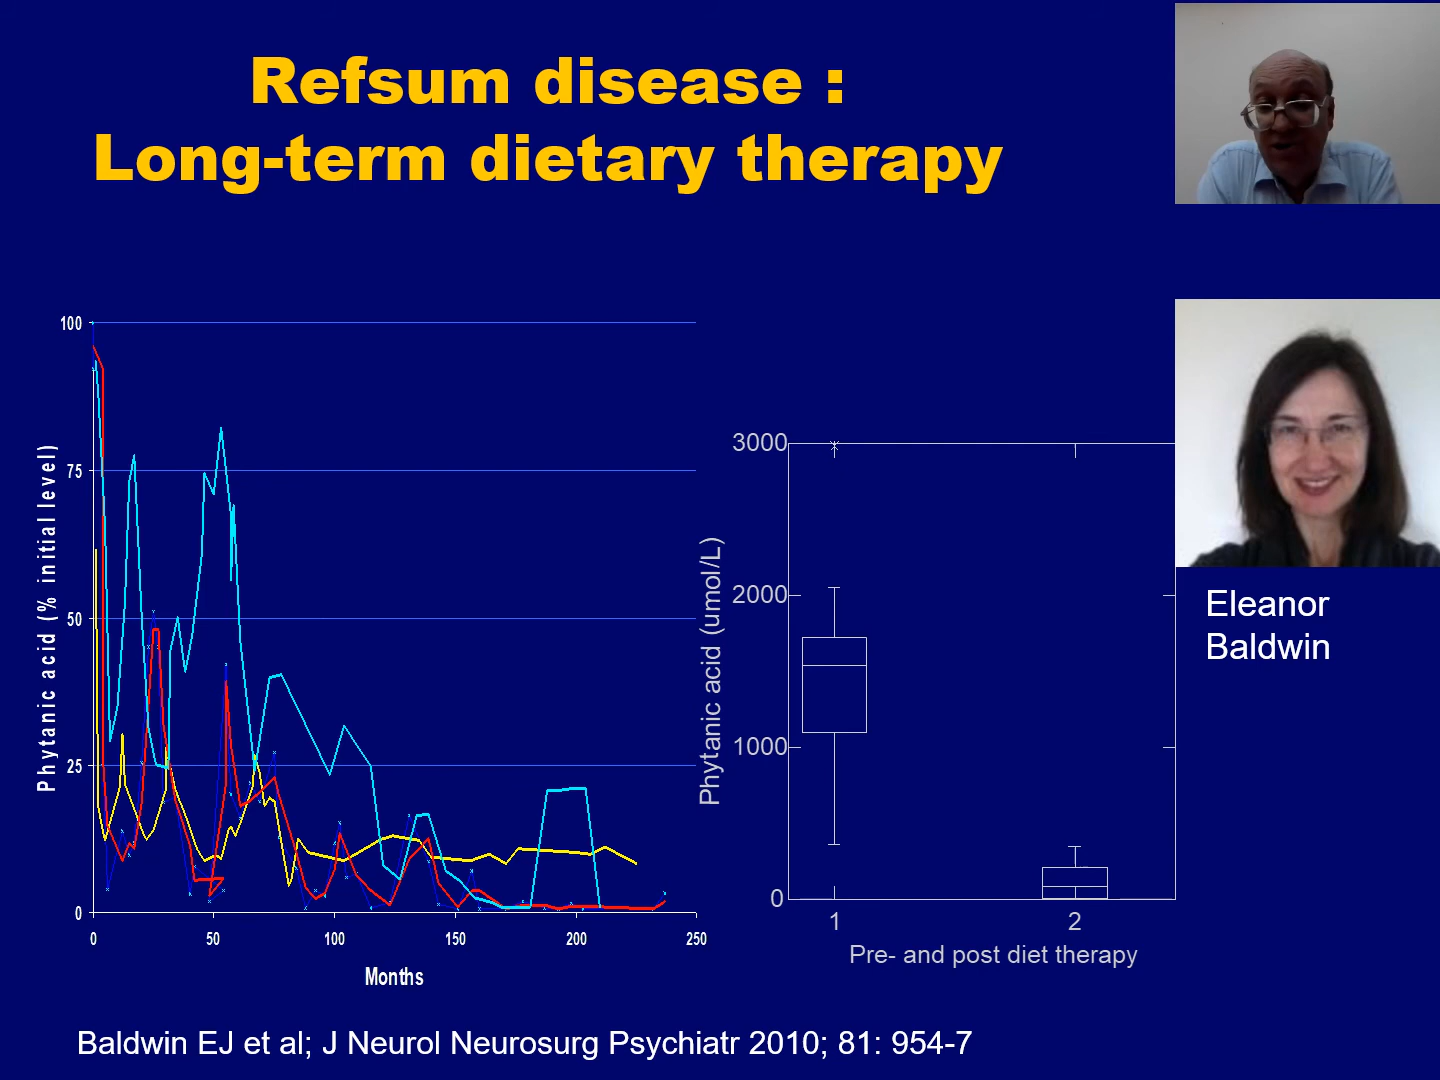 Refsum disease :
Long-term dietary therapy
Phytanic acid (% initial level)
100
75
50
25
0
0 50 100 150 200 250
Months
Phytanic acid (umol/L)
3000
2000
1000
0
1 2
Pre- and post diet therapy
Eleanor
Baldwin
Baldwin EJ et al; J Neurol Neurosurg Psychiatr 2010; 81: 954-7